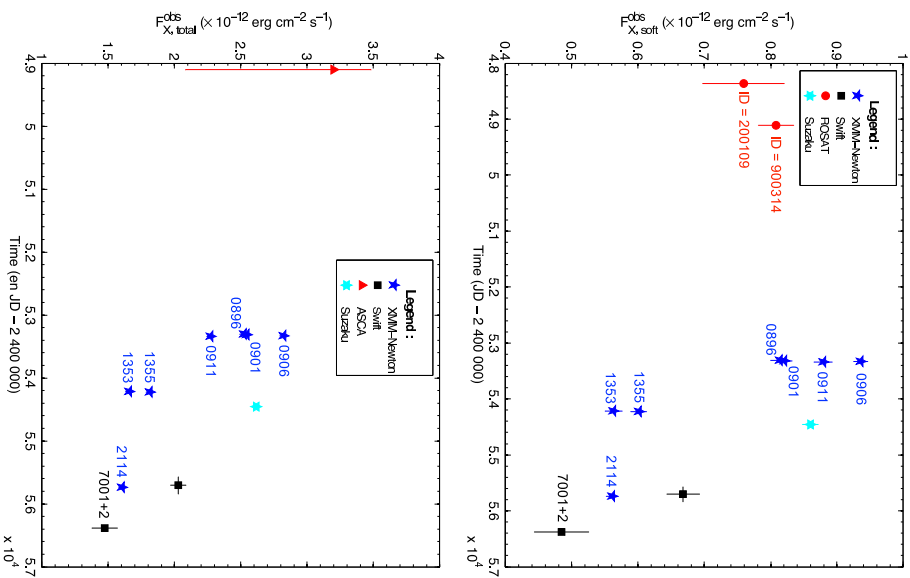 F X, soft obs (× 10−12 erg cm−2 s−1)
1
0.9
0.8
0.7
0.6
0.5
0.4
Legend :
XMM−Newton
Swift
ROSAT
Suzaku
ID = 900314
ID = 200109
0906
0911
0901
0896
1355
1353
2114
7001+2
4.8
4.9
5
5.1
5.2
5.3
5.4
5.5
5.6
5.7
x 10 4
Time (JD − 2 400 000)
F X, total obs (× 10−12 erg cm−2 s−1)
4
3.5
3
2.5
2
1.5
1
Legend :
XMM−Newton
Swift
ASCA
Suzaku
0906
0901
0896
0911
1355
1353
2114
7001+2
4.9
5
5.1
5.2
5.3
5.4
5.5
5.6
5.7
x 10 4
Time (en JD − 2 400 000)